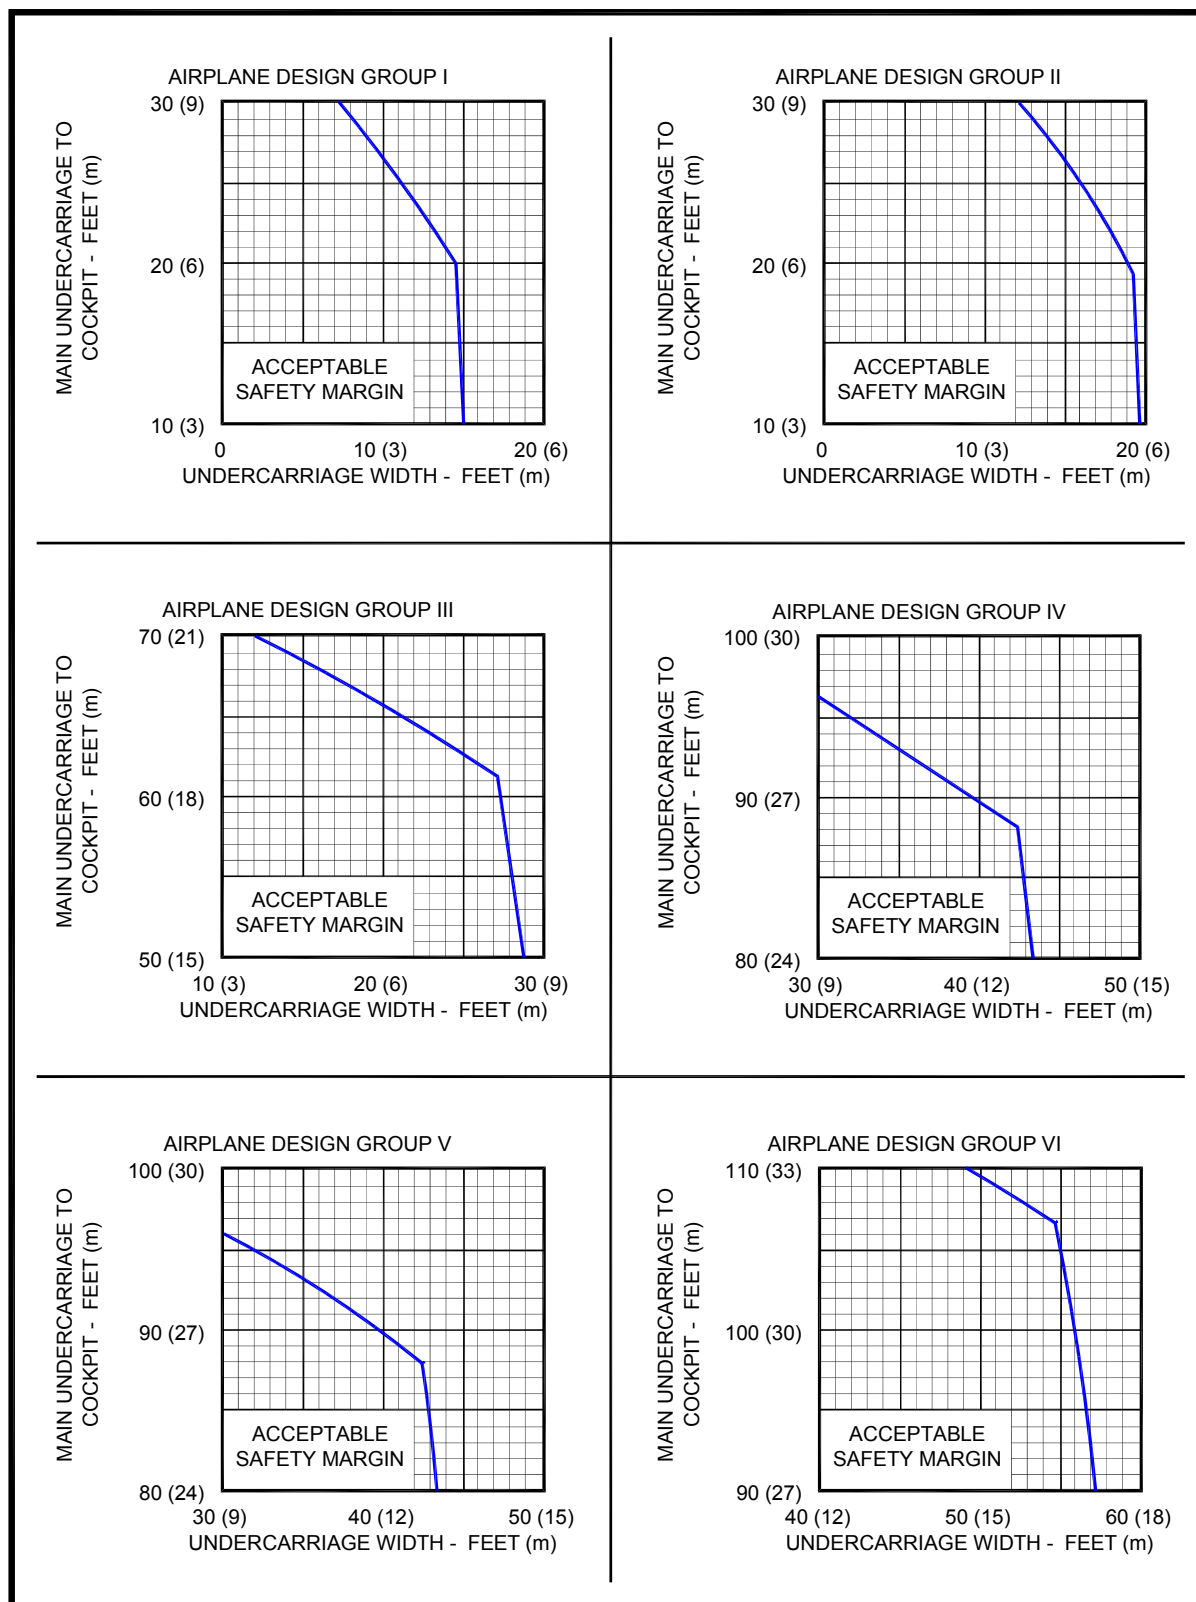 AIRPLANE DESIGN GROUP I
MAIN UNDERCARRIAGE TO
COCKPIT - FEET (m)
30 (9)
20 (6)
10 (3)
ACCEPTABLE
SAFETY MARGIN
0 10 (3) 20 (6)
UNDERCARRIAGE WIDTH - FEET (m)
AIRPLANE DESIGN GROUP II
MAIN UNDERCARRIAGE TO
COCKPIT - FEET (m)
30 (9)
20 (6)
10 (3)
ACCEPTABLE
SAFETY MARGIN
0 10 (3) 20 (6)
UNDERCARRIAGE WIDTH - FEET (m)
AIRPLANE DESIGN GROUP III
MAIN UNDERCARRIAGE TO
COCKPIT - FEET (m)
70 (21)
60 (18)
50 (15)
ACCEPTABLE
SAFETY MARGIN
10 (3) 20 (6) 30 (9)
UNDERCARRIAGE WIDTH - FEET (m)
AIRPLANE DESIGN GROUP IV
MAIN UNDERCARRIAGE TO
COCKPIT - FEET (m)
100 (30)
90 (27)
80 (24)
ACCEPTABLE
SAFETY MARGIN
30 (9) 40 (12) 50 (15)
UNDERCARRIAGE WIDTH - FEET (m)
AIRPLANE DESIGN GROUP V
MAIN UNDERCARRIAGE TO
COCKPIT - FEET (m)
100 (30)
90 (27)
80 (24)
ACCEPTABLE
SAFETY MARGIN
30 (9) 40 (12) 50 (15)
UNDERCARRIAGE WIDTH - FEET (m)
AIRPLANE DESIGN GROUP VI
MAIN UNDERCARRIAGE TO
COCKPIT - FEET (m)
110 (33)
100 (30)
90 (27)
ACCEPTABLE
SAFETY MARGIN
40 (12) 50 (15) 60 (18)
UNDERCARRIAGE WIDTH - FEET (m)